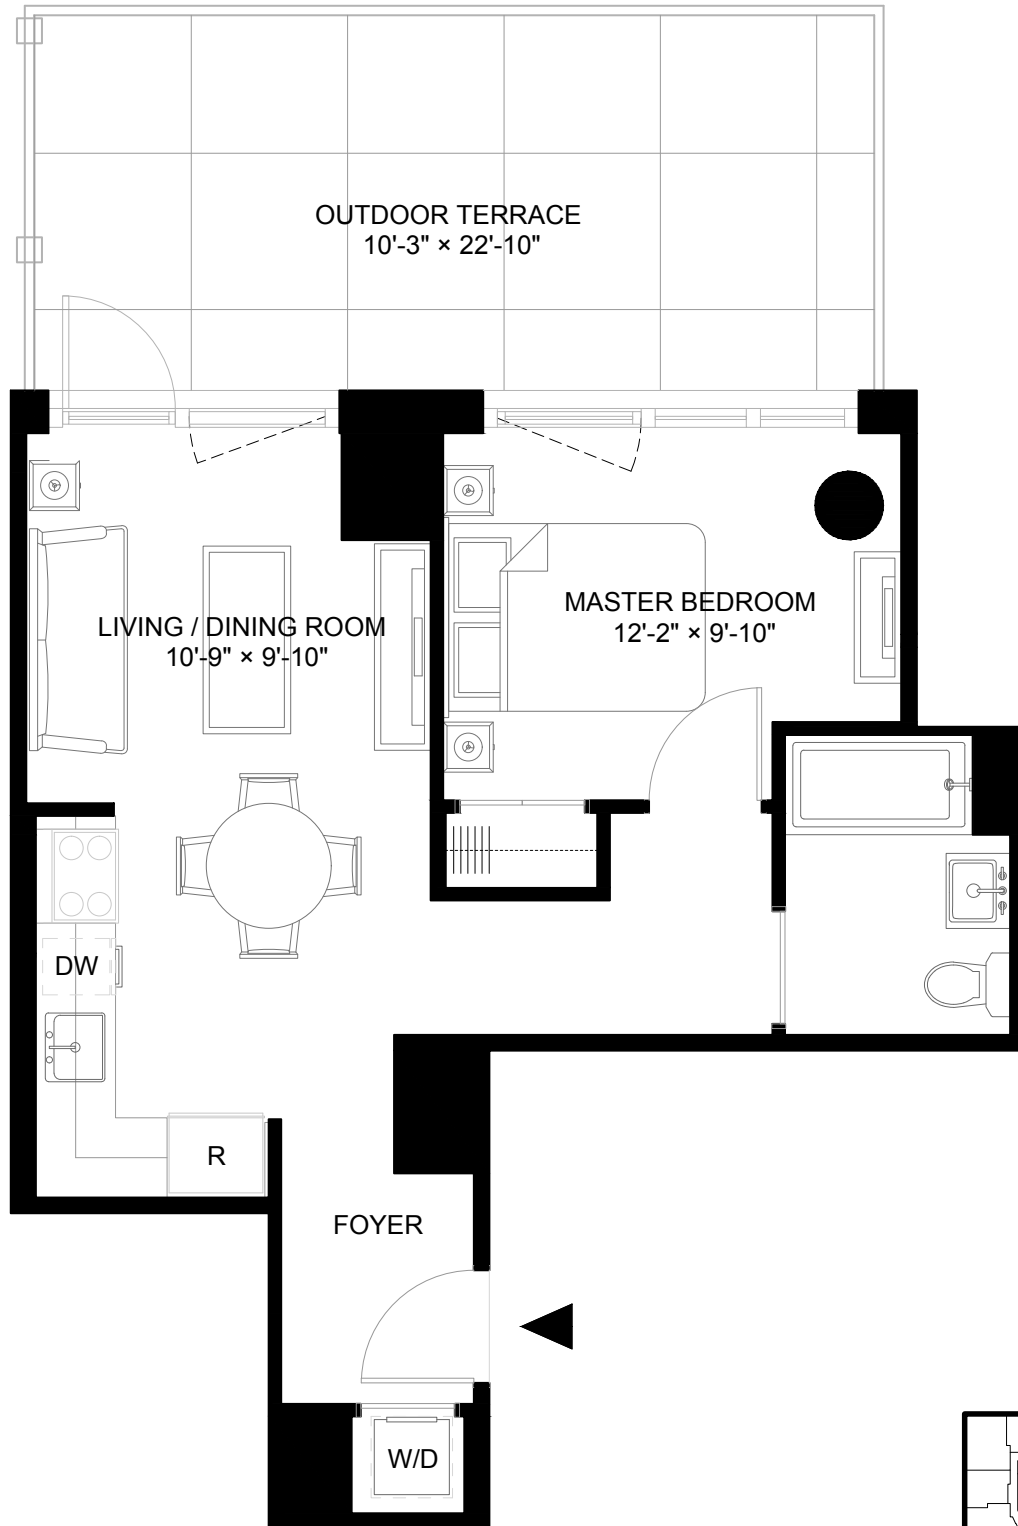 OUTDOOR TERRACE
10'-3" × 22'-10"
LIVING / DINING ROOM
10'-9" × 9'-10"
MASTER BEDROOM
12'-2" × 9'-10"
DW
R
FOYER
W/D